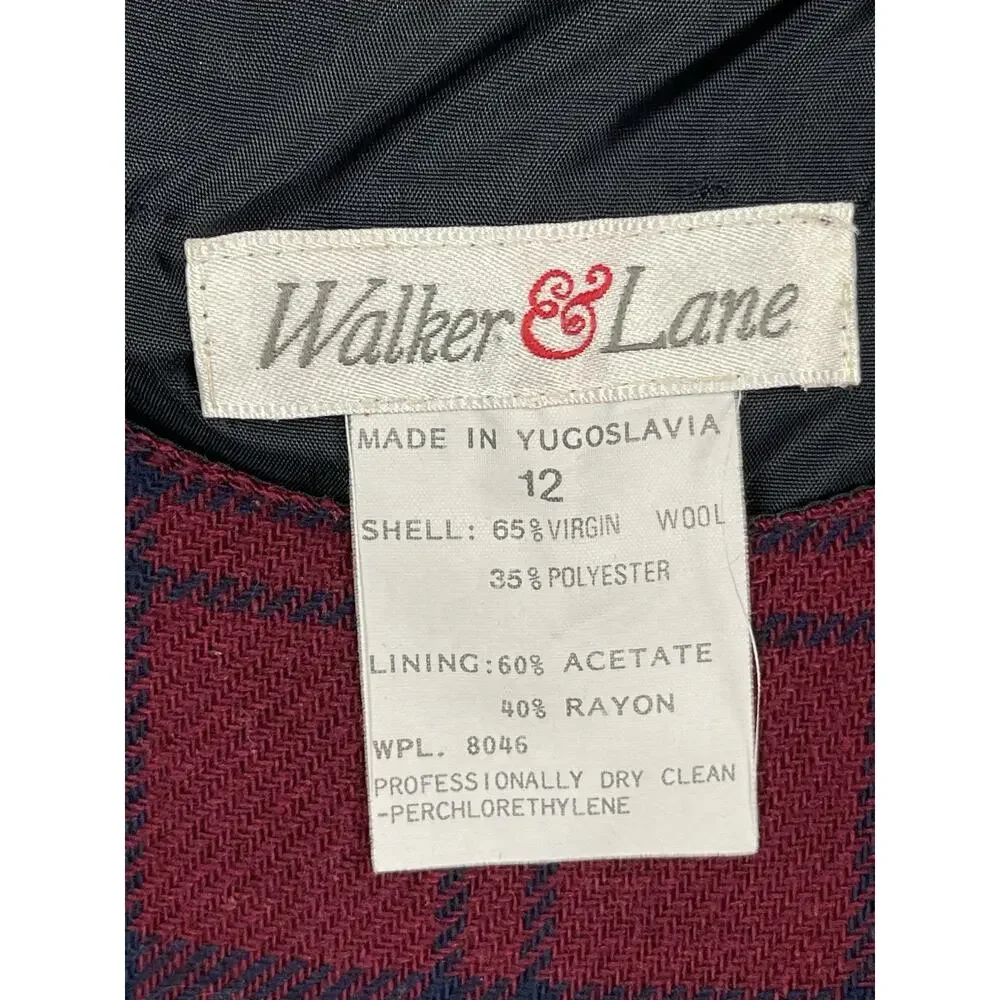 Walker & Lane
MADE IN YUGOSLAVIA
12
SHELL: 65% VIRGIN WOOL
35% POLYESTER
LINING: 60% ACETATE
40% RAYON
WPL. 8046
PROFESSIONALLY DRY CLEAN
-PERCHLORETHYLENE